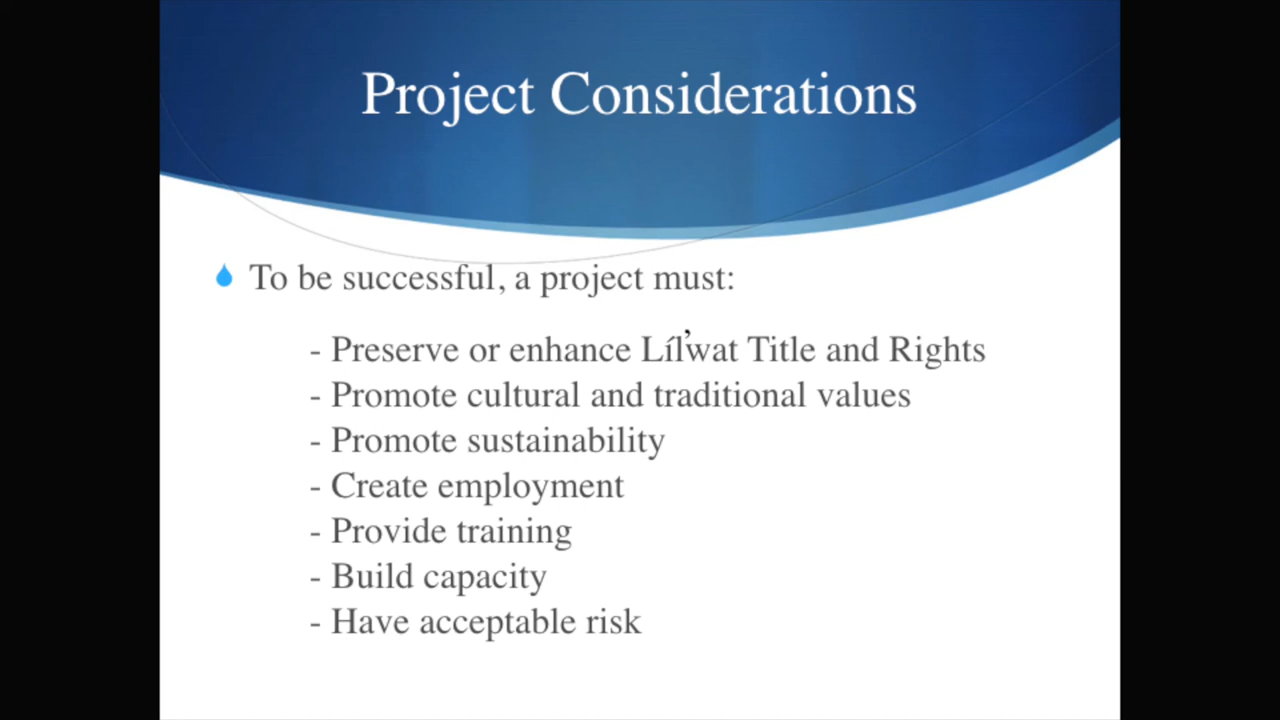 Project Considerations
To be successful, a project must:
- Preserve or enhance Líl̓wat Title and Rights
- Promote cultural and traditional values
- Promote sustainability
- Create employment
- Provide training
- Build capacity
- Have acceptable risk